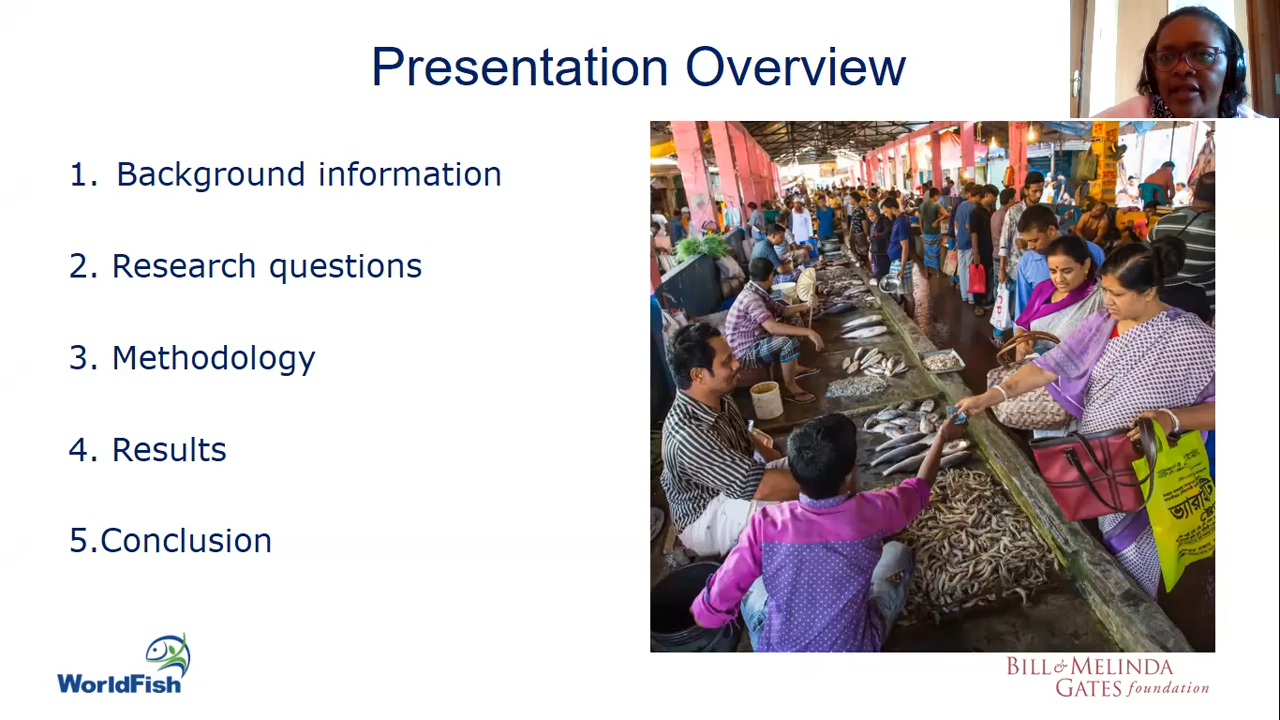 Presentation Overview
1. Background information
2. Research questions
3. Methodology
4. Results
5.Conclusion
WorldFish
BILL & MELINDA
GATES foundation